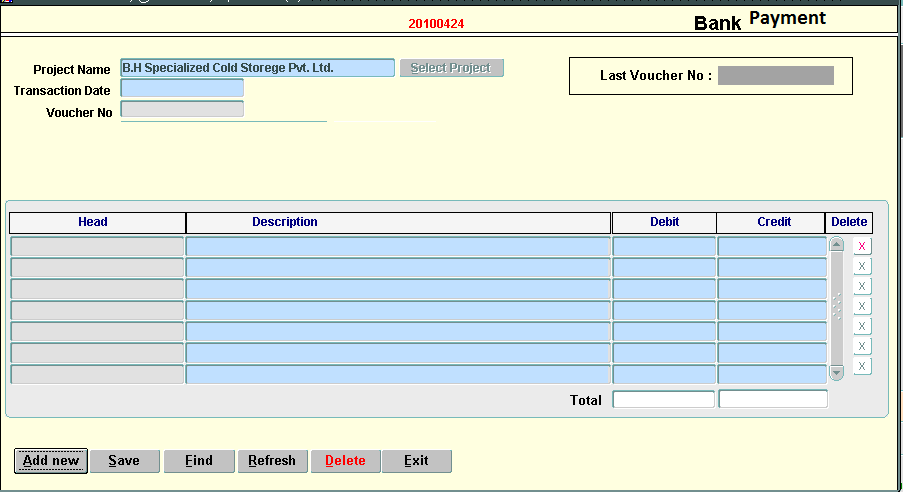 20100424
Bank Payment
Project Name B.H Specialized Cold Storege Pvt. Ltd. Select Project
Last Voucher No :
Transaction Date
Voucher No
Head Description Debit Credit Delete
X
X
X
X
X
X
X
Total
Add new Save Find Refresh Delete Exit